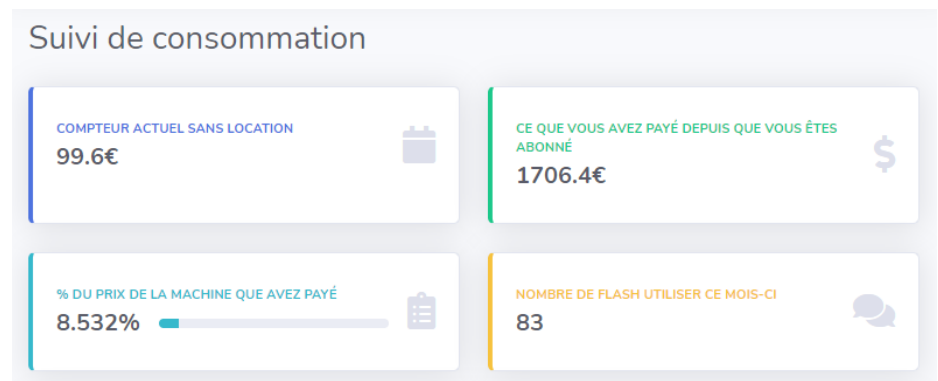 Suivi de consommation
COMPTEUR ACTUEL SANS LOCATION
99.6€
CE QUE VOUS AVEZ PAYÉ DEPUIS QUE VOUS ÊTES
ABONNÉ
1706.4€
% DU PRIX DE LA MACHINE QUE AVEZ PAYÉ
8.532%
NOMBRE DE FLASH UTILISER CE MOIS-CI
83